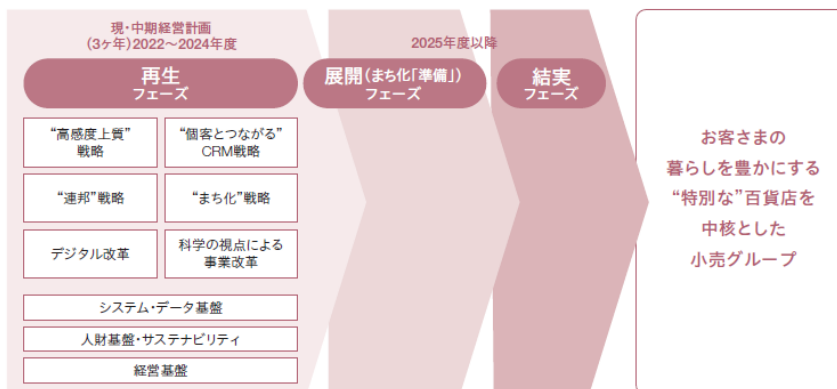 現・中期経営計画
(3ヶ年)2022〜2024年度
2025年度以降
再生
フェーズ
展開(まち化「準備」)
フェーズ
結実
フェーズ
“高感度上質”
戦略
“個客とつながる”
CRM戦略
“連邦”戦略
“まち化”戦略
デジタル改革
科学の視点による
事業改革
システム・データ基盤
人財基盤・サステナビリティ
経営基盤
お客さまの
暮らしを豊かにする
“特別な”百貨店を
中核とした
小売グループ